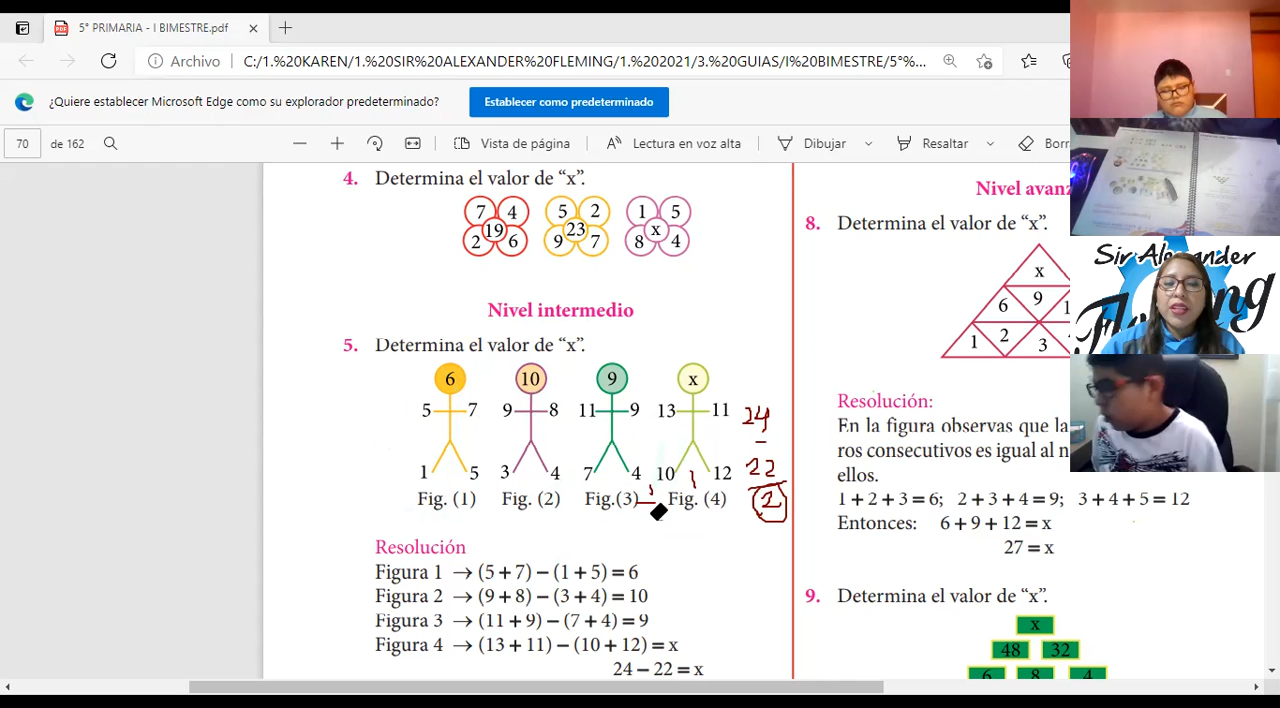 5° PRIMARIA - I BIMESTRE.pdf
Archivo
C:/1.%20KAREN/1.%20SIR%20ALEXANDER%20FLEMING/1.%202021/3.%20GUIAS/I%20BIMESTRE/5°%...
¿Quiere establecer Microsoft Edge como su explorador predeterminado?
Establecer como predeterminado
70 de 162
Vista de página
Lectura en voz alta
Dibujar
Resaltar
Borr
4. Determina el valor de “x”.
7 4 5 2 1 5
19 23 x
2 6 9 7 8 4
Nivel intermedio
5. Determina el valor de “x”.
6 10 9 x
5 7 9 8 11 9 13 11
1 5 3 4 7 4 10 12
Fig. (1) Fig. (2) Fig.(3) Fig. (4)
24
–
22
2
Resolución
Figura 1 → (5 + 7) – (1 + 5) = 6
Figura 2 → (9 + 8) – (3 + 4) = 10
Figura 3 → (11 + 9) – (7 + 4) = 9
Figura 4 → (13 + 11) – (10 + 12) = x
24 – 22 = x
Nivel avanz
8. Determina el valor de “x”.
x
6 9 1
1 2 3
Resolución:
En la figura observas que la
ros consecutivos es igual al n
ellos.
1 + 2 + 3 = 6; 2 + 3 + 4 = 9; 3 + 4 + 5 = 12
Entonces: 6 + 9 + 12 = x
27 = x
9. Determina el valor de “x”.
x
48 32
6 8 4
Sir Alexander
Fleming